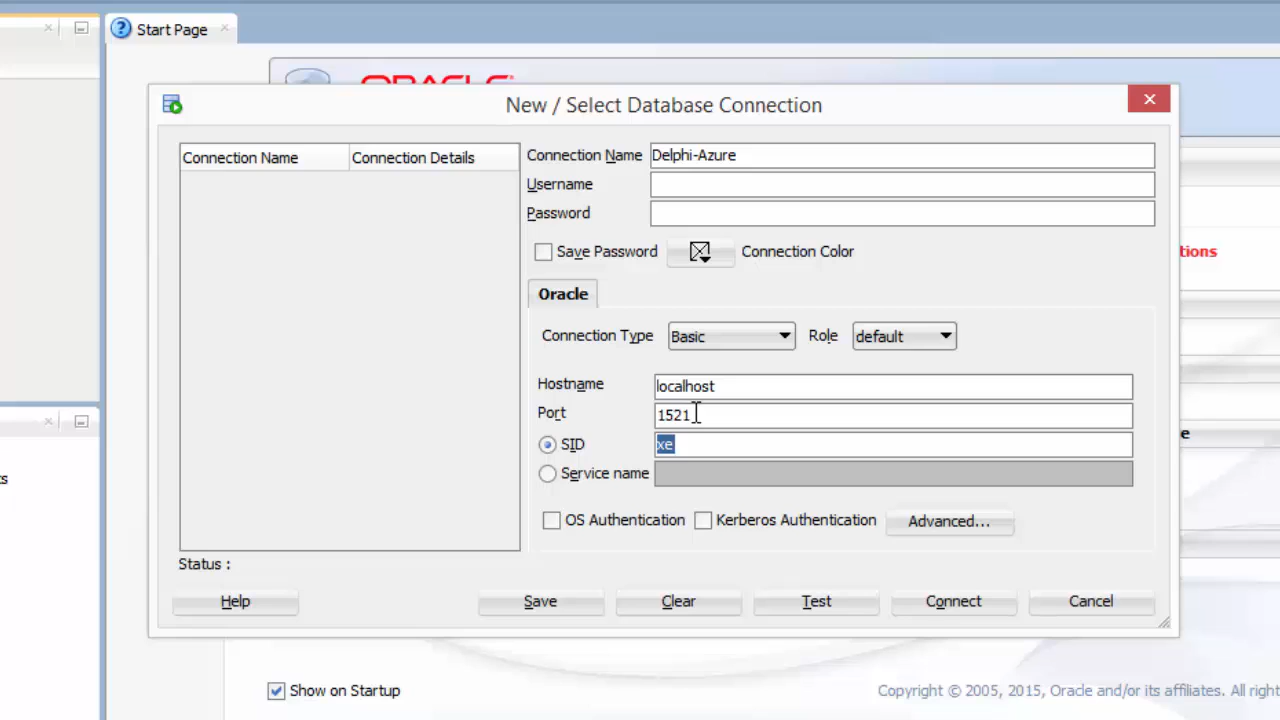 Start Page
ORACLE
New / Select Database Connection
Connection Name
Connection Details
Connection Name Delphi-Azure
Username
Password
Save Password
Connection Color
Oracle
Connection Type Basic Role default
Hostname localhost
Port 1521
SID xe
Service name
OS Authentication Kerberos Authentication Advanced...
Status :
Help Save Clear Test Connect Cancel
Show on Startup
Copyright © 2005, 2015, Oracle and/or its affiliates. All right